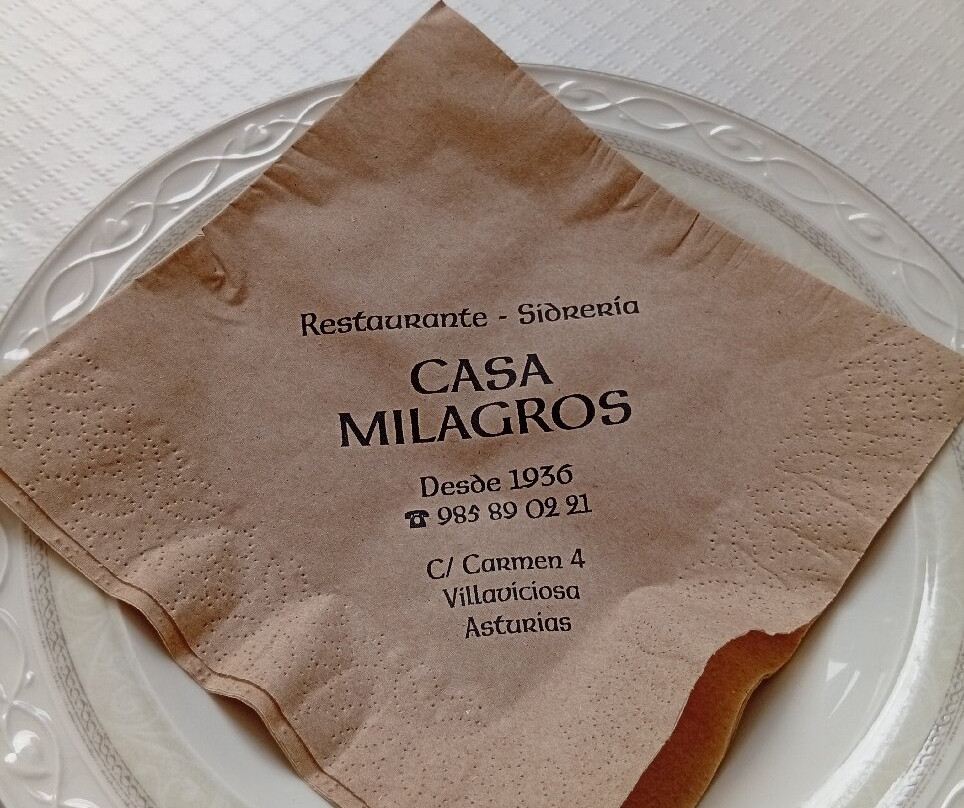 Restaurante - Sidrería
CASA
MILAGROS
Desde 1936
☎ 985 89 02 21
C/ Carmen 4
Villaviciosa
Asturias